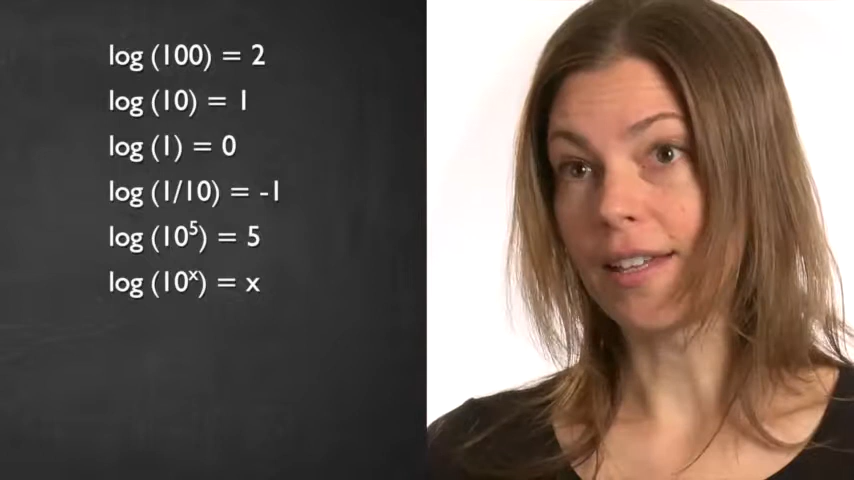 log (100) = 2
log (10) = 1
log (1) = 0
log (1/10) = -1
log (10⁵) = 5
log (10ˣ) = x